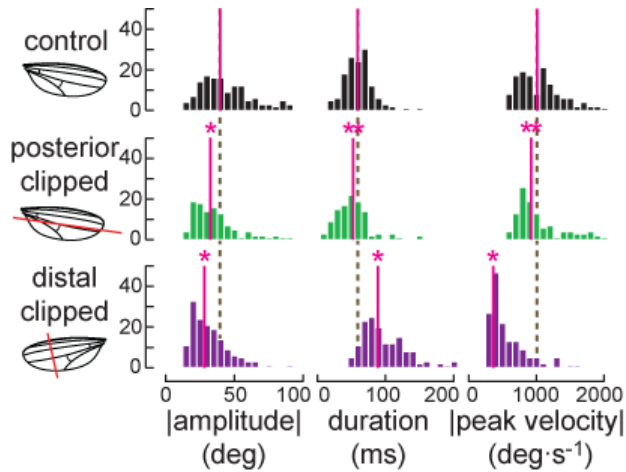 control
40
20
0
*
**
**
posterior
clipped
40
20
0
*
*
*
distal
clipped
40
20
0
0 50 100 0 100 200 0 1000 2000
|amplitude| duration |peak velocity|
(deg) (ms) (deg·s⁻¹)